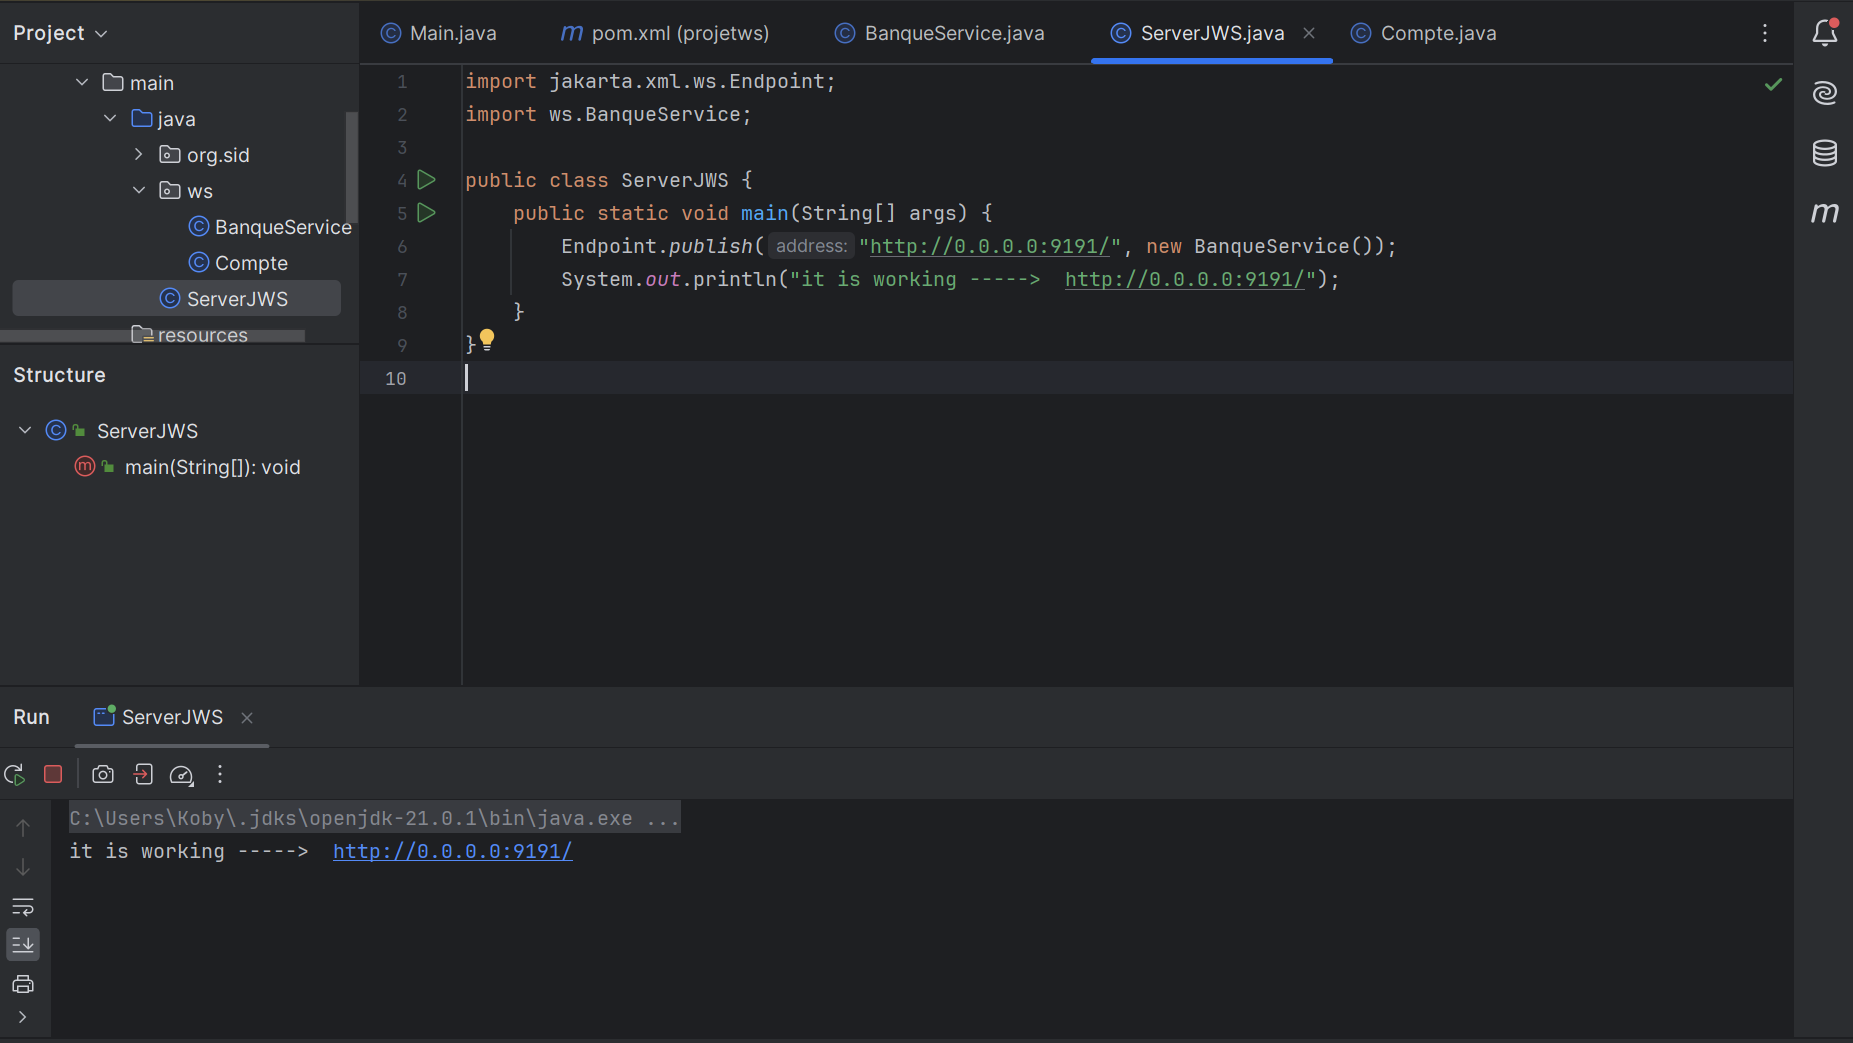 Project
Main.java
pom.xml (projetws)
BanqueService.java
ServerJWS.java
Compte.java
main
java
org.sid
ws
BanqueService
Compte
ServerJWS
resources
1 import jakarta.xml.ws.Endpoint;
2 import ws.BanqueService;
3
4 public class ServerJWS {
5 public static void main(String[] args) {
6 Endpoint.publish( address: "http://0.0.0.0:9191/", new BanqueService());
7 System.out.println("it is working ----->  http://0.0.0.0:9191/");
8 }
9 }
10
Structure
ServerJWS
main(String[]): void
Run
ServerJWS
C:\Users\Koby\.jdks\openjdk-21.0.1\bin\java.exe ...
it is working ----->  http://0.0.0.0:9191/